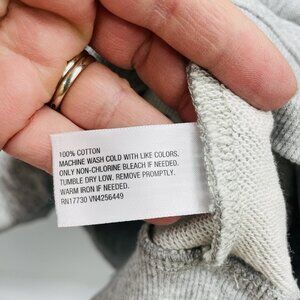 100% COTTON
MACHINE WASH COLD WITH LIKE COLORS.
ONLY NON-CHLORINE BLEACH IF NEEDED.
TUMBLE DRY LOW. REMOVE PROMPTLY.
WARM IRON IF NEEDED.
RN17730 VN4256449